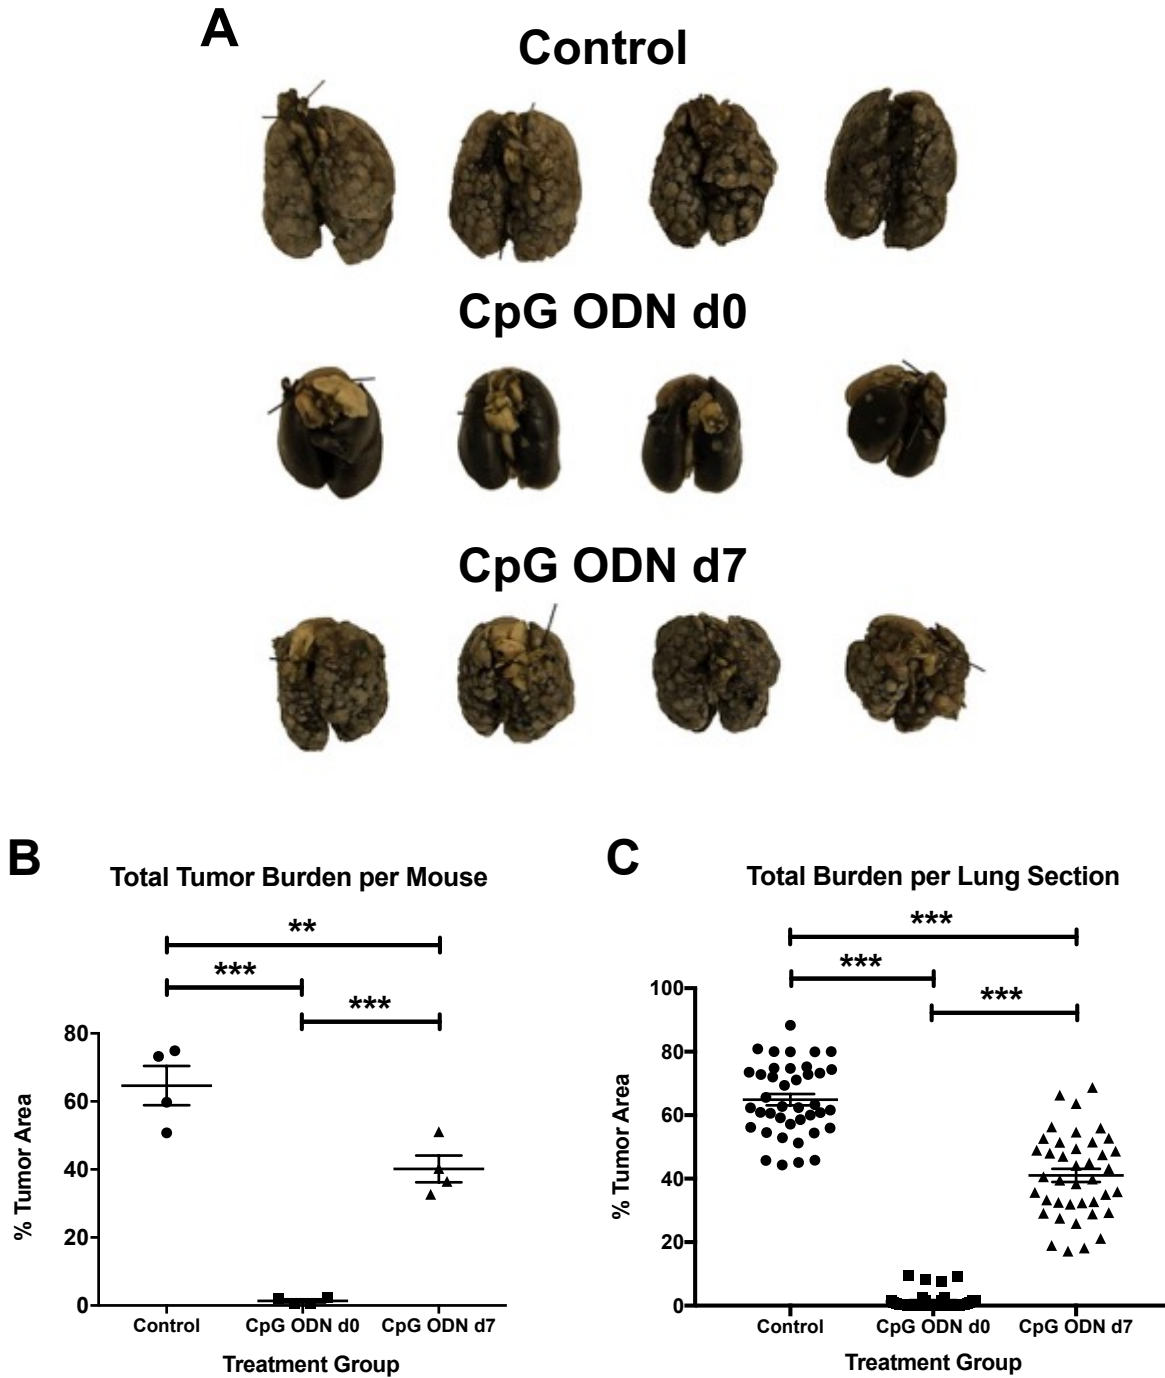 A
Control
CpG ODN d0
CpG ODN d7
B
Total Tumor Burden per Mouse
**
***
***
80
60
40
20
0
% Tumor Area
Control
CpG ODN d0
CpG ODN d7
Treatment Group
C
Total Burden per Lung Section
***
***
***
100
80
60
40
20
0
% Tumor Area
Control
CpG ODN d0
CpG ODN d7
Treatment Group